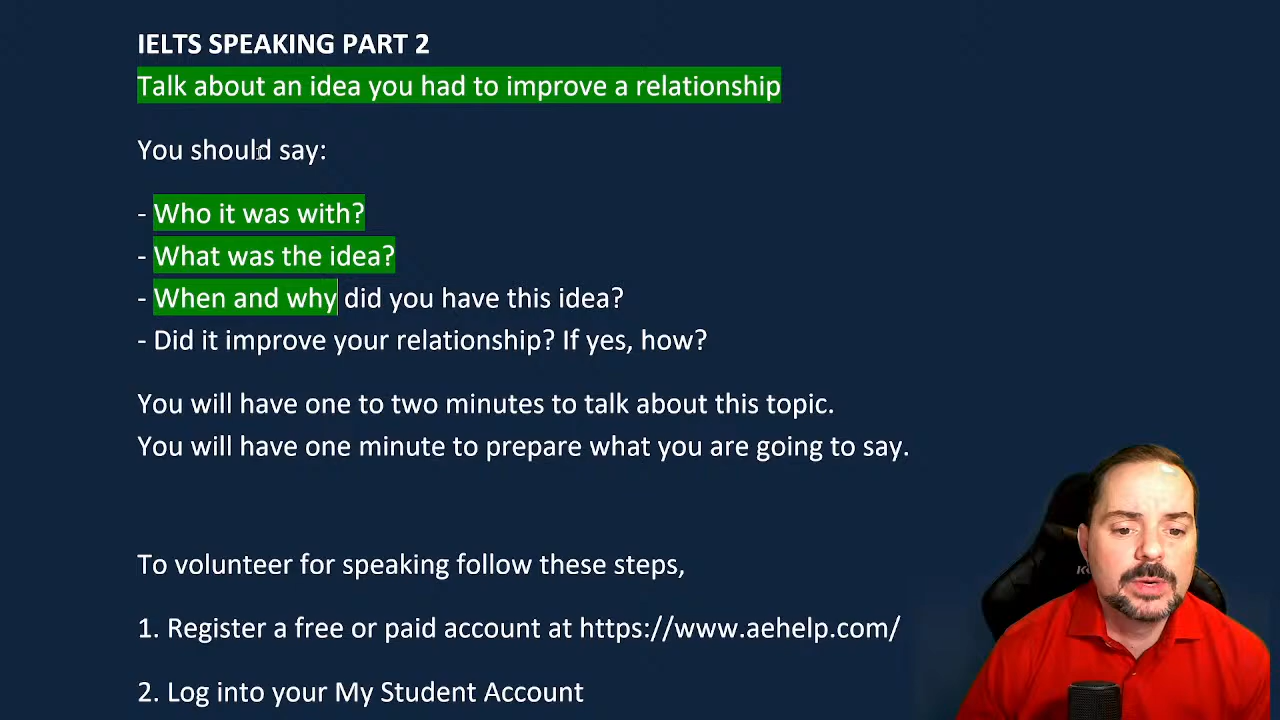 IELTS SPEAKING PART 2
Talk about an idea you had to improve a relationship
You should say:
- Who it was with?
- What was the idea?
- When and why did you have this idea?
- Did it improve your relationship? If yes, how?
You will have one to two minutes to talk about this topic.
You will have one minute to prepare what you are going to say.
To volunteer for speaking follow these steps,
1. Register a free or paid account at https://www.aehelp.com/
2. Log into your My Student Account